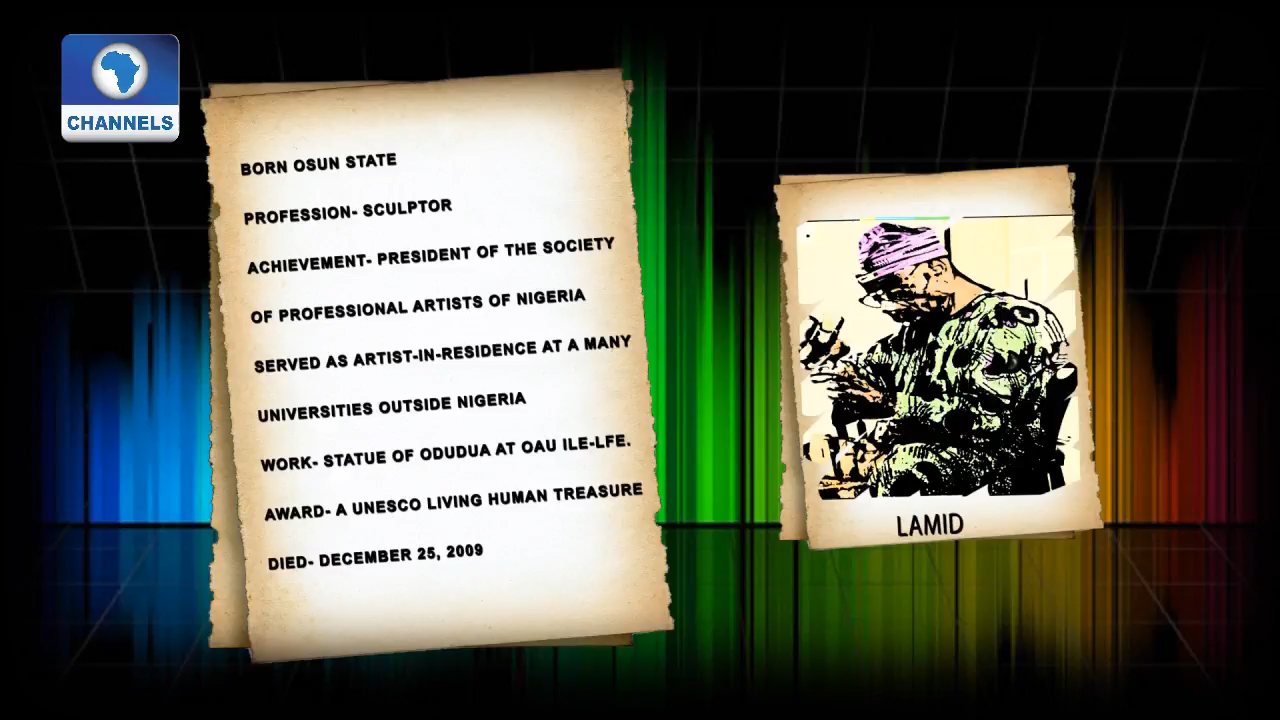 CHANNELS
BORN OSUN STATE
PROFESSION- SCULPTOR
ACHIEVEMENT- PRESIDENT OF THE SOCIETY
OF PROFESSIONAL ARTISTS OF NIGERIA
SERVED AS ARTIST-IN-RESIDENCE AT A MANY
UNIVERSITIES OUTSIDE NIGERIA
WORK- STATUE OF ODUDUA AT OAU ILE-LFE.
AWARD- A UNESCO LIVING HUMAN TREASURE
DIED- DECEMBER 25, 2009
LAMID